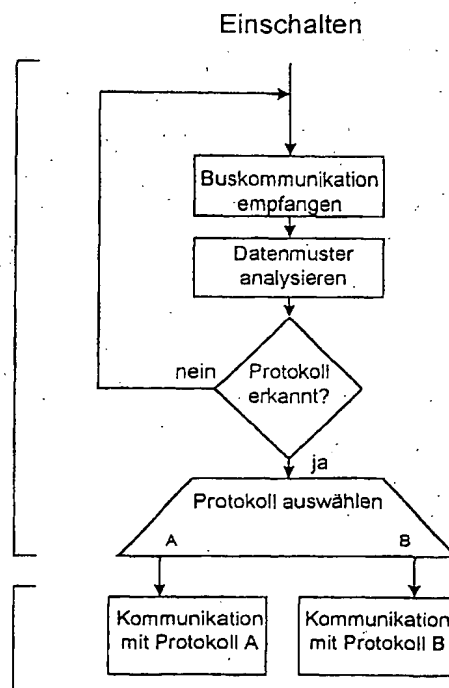 Einschalten
Buskommunikation
empfangen
Datenmuster
analysieren
nein
Protokoll
erkannt?
ja
Protokoll auswählen
A
B
Kommunikation
mit Protokoll A
Kommunikation
mit Protokoll B